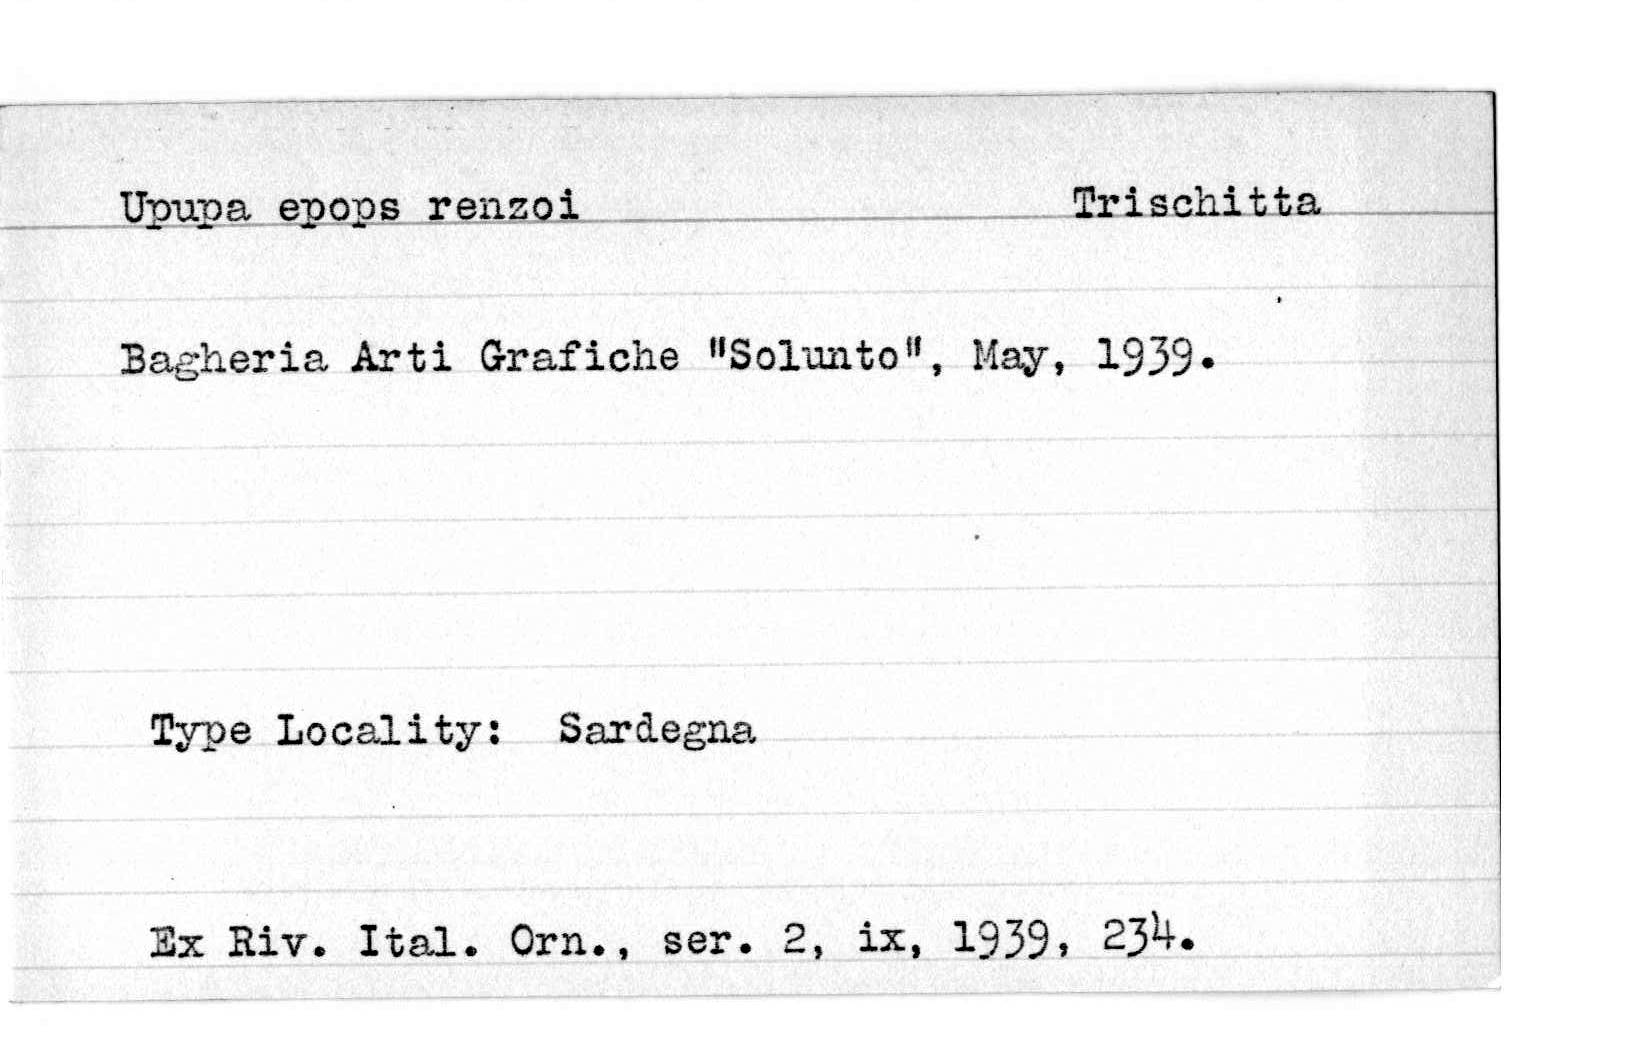 Upupa epops renzoi Trischitta
Bagheria Arti Grafiche "Solunto", May, 1939.
Type Locality: Sardegna
Ex Riv. Ital. Orn., ser. 2, ix, 1939, 234.